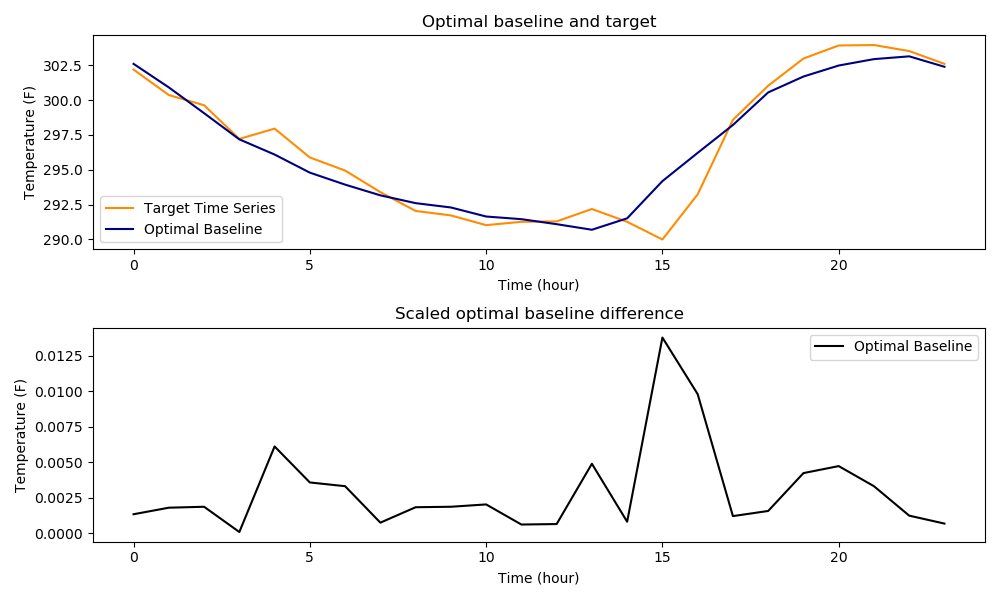 Optimal baseline and target
Temperature (F)
302.5
300.0
297.5
295.0
292.5
290.0
Target Time Series
Optimal Baseline
0 5 10 15 20
Time (hour)
Scaled optimal baseline difference
Temperature (F)
0.0125
0.0100
0.0075
0.0050
0.0025
0.0000
Optimal Baseline
0 5 10 15 20
Time (hour)